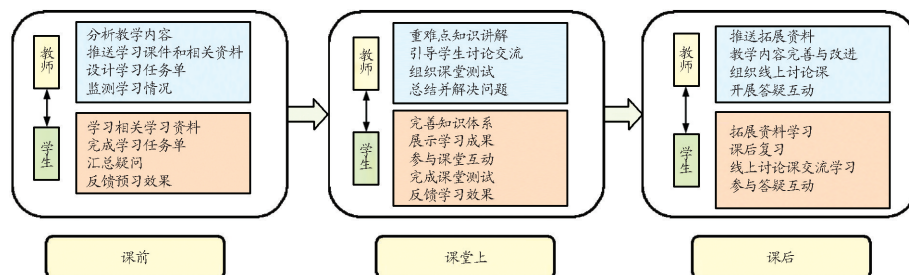 教师
分析教学内容
推送学习课件和相关资料
设计学习任务单
监测学习情况
学生
学习相关学习资料
完成学习任务单
汇总疑问
反馈预习效果
课前
教师
重难点知识讲解
引导学生讨论交流
组织课堂测试
总结并解决问题
学生
完善知识体系
展示学习成果
参与课堂互动
完成课堂测试
反馈学习效果
课堂上
教师
推送拓展资料
教学内容完善与改进
组织线上讨论课
开展答疑互动
学生
拓展资料学习
课后复习
线上讨论课交流学习
参与答疑互动
课后